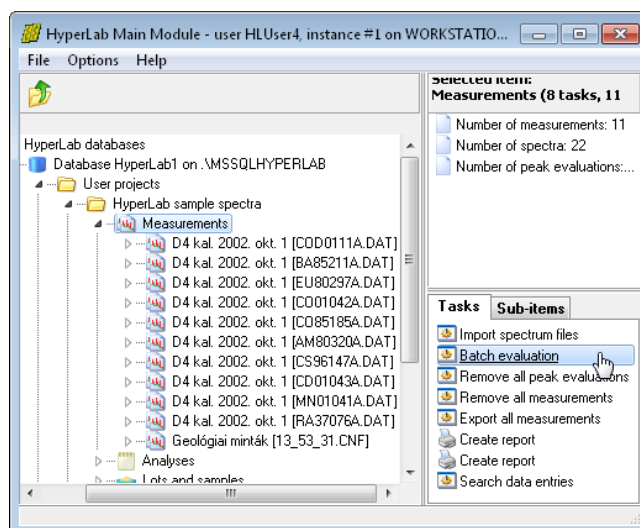 HyperLab Main Module - user HLUser4, instance #1 on WORKSTATIO...
File Options Help
HyperLab databases
Database HyperLab1 on .\MSSQLHYPERLAB
User projects
HyperLab sample spectra
Measurements
D4 kal. 2002. okt. 1 [COD0111A.DAT]
D4 kal. 2002. okt. 1 [BA85211A.DAT]
D4 kal. 2002. okt. 1 [EU80297A.DAT]
D4 kal. 2002. okt. 1 [CO01042A.DAT]
D4 kal. 2002. okt. 1 [CO85185A.DAT]
D4 kal. 2002. okt. 1 [AM80320A.DAT]
D4 kal. 2002. okt. 1 [CS96147A.DAT]
D4 kal. 2002. okt. 1 [CD01043A.DAT]
D4 kal. 2002. okt. 1 [MN01041A.DAT]
D4 kal. 2002. okt. 1 [RA37076A.DAT]
Geológiai minták [13_53_31.CNF]
Analyses
Lots and samples
Selected item:
Measurements (8 tasks, 11
Number of measurements: 11
Number of spectra: 22
Number of peak evaluations:...
Tasks Sub-items
Import spectrum files
Batch evaluation
Remove all peak evaluations
Remove all measurements
Export all measurements
Create report
Create report
Search data entries